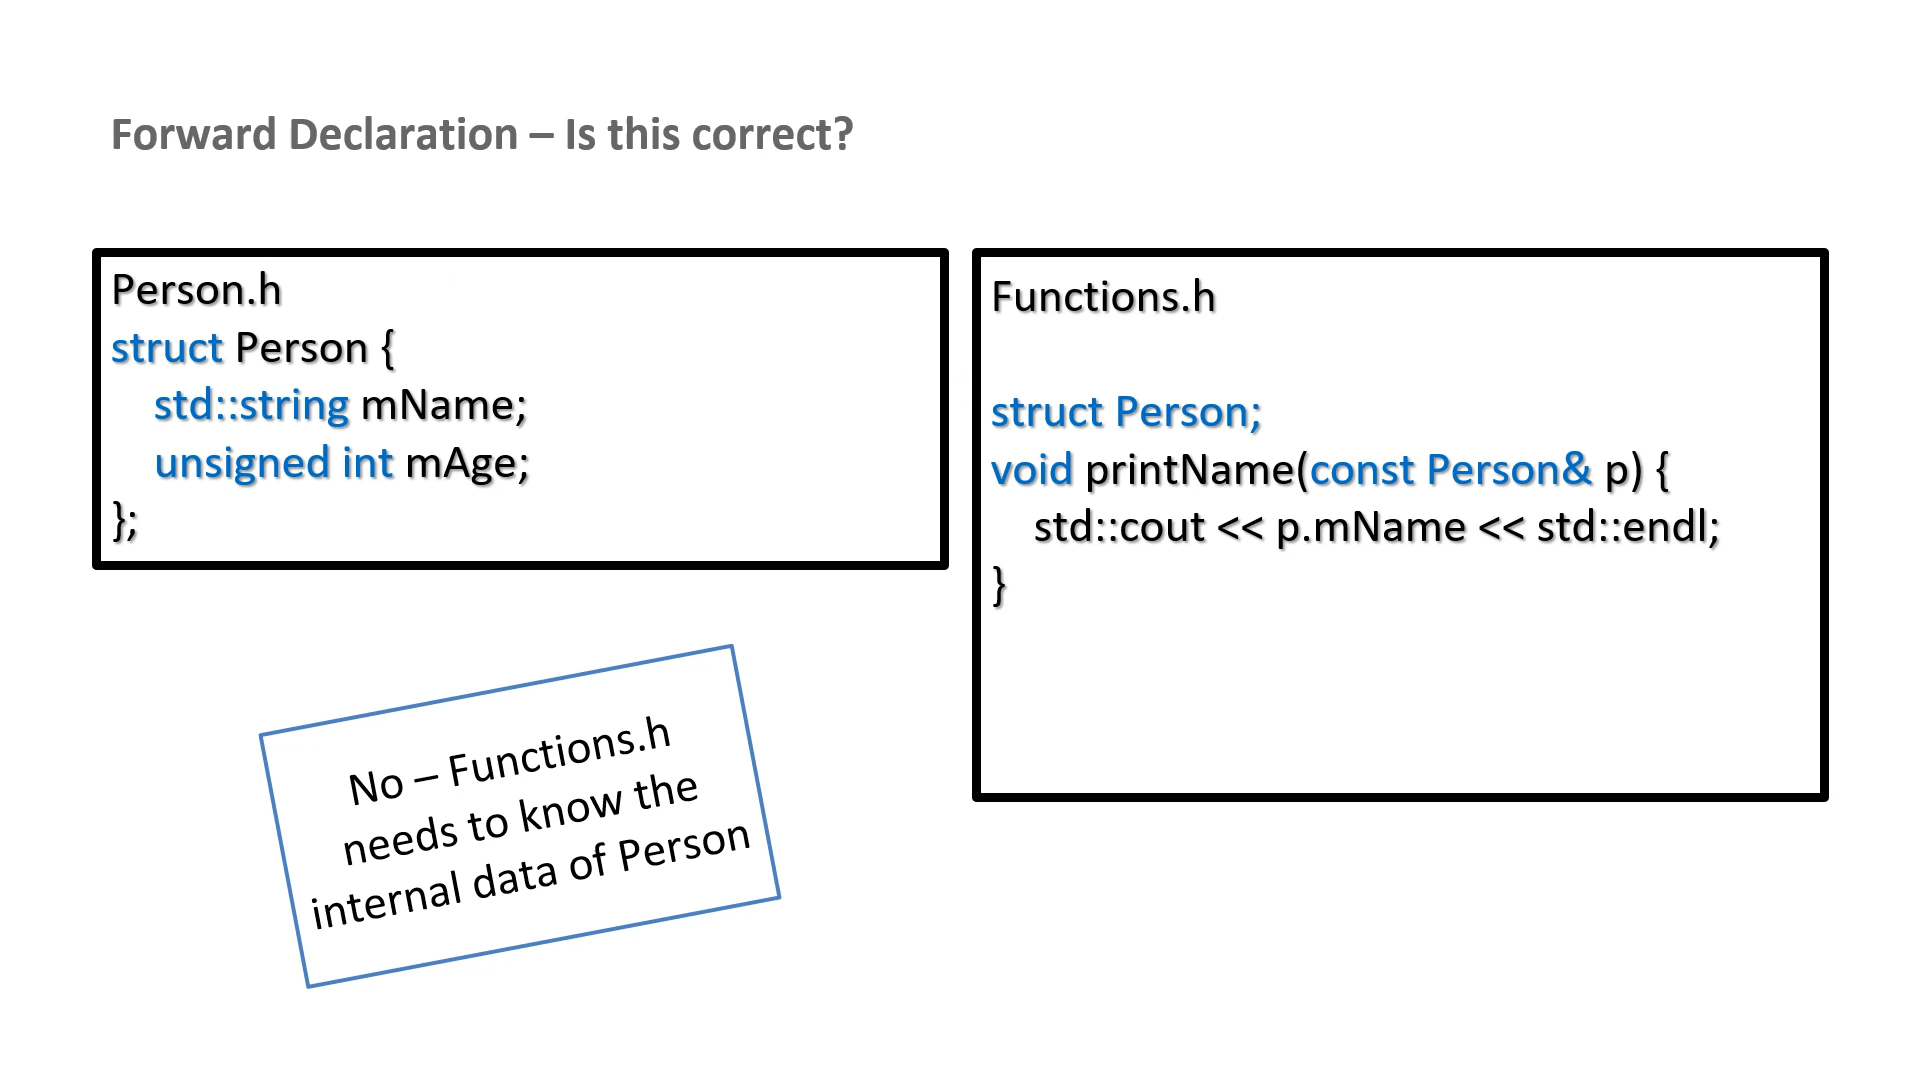 Forward Declaration – Is this correct?
Person.h
struct Person {
std::string mName;
unsigned int mAge;
};
Functions.h
struct Person;
void printName(const Person& p) {
std::cout << p.mName << std::endl;
}
No – Functions.h
needs to know the
internal data of Person